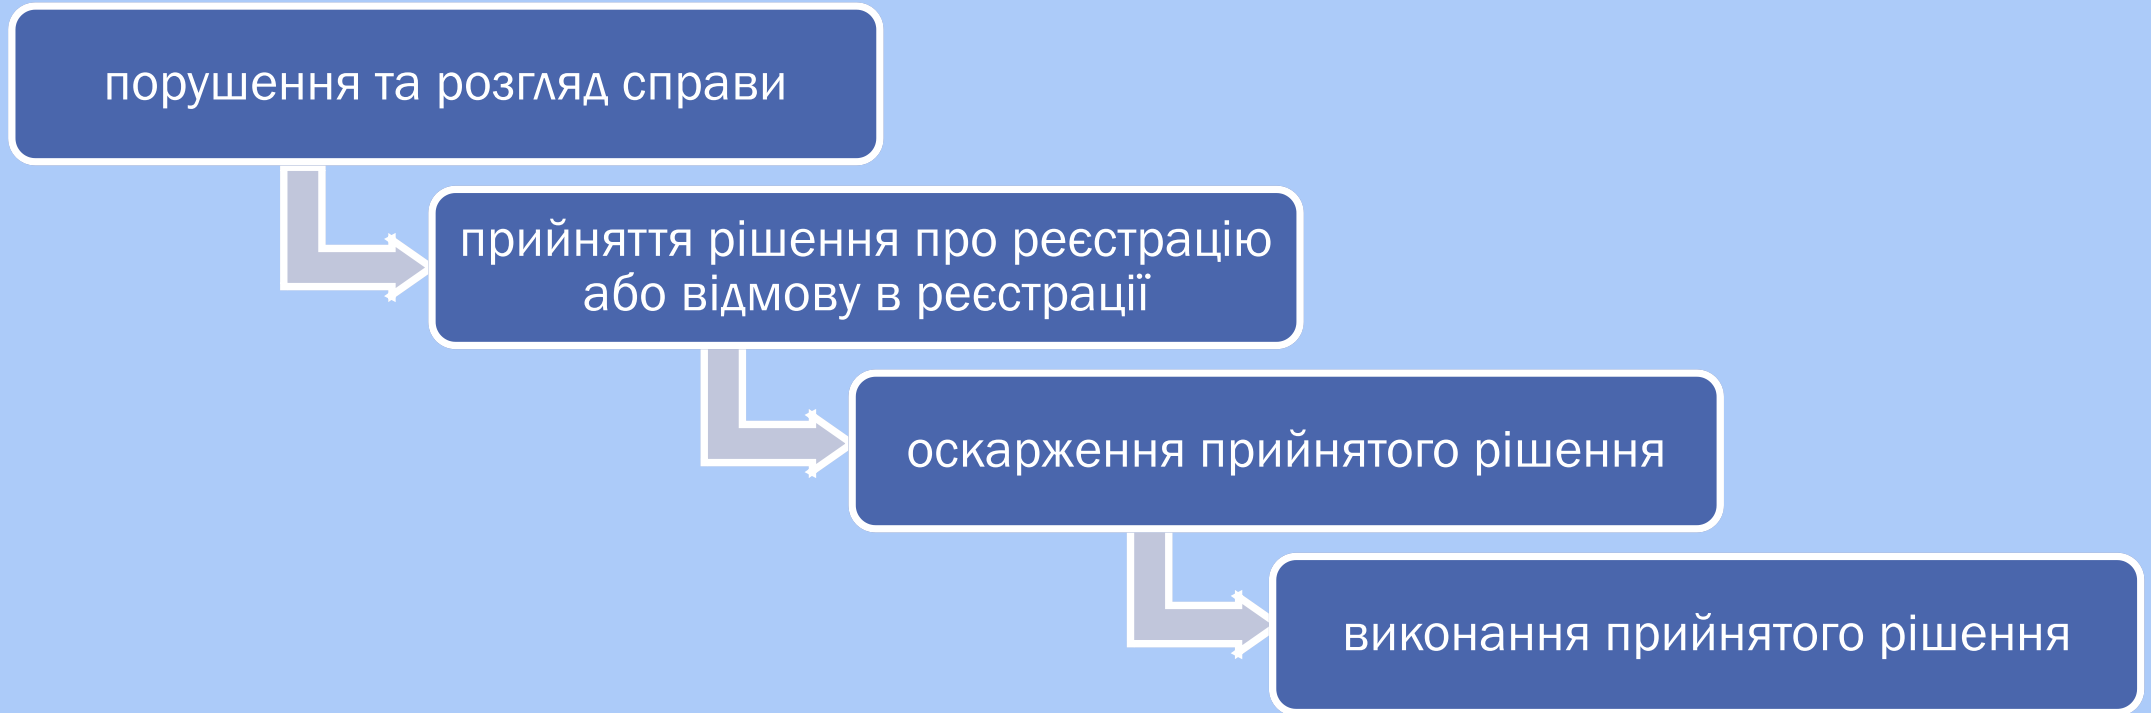 порушення та розгляд справи
прийняття рішення про реєстрацію
або відмову в реєстрації
оскарження прийнятого рішення
виконання прийнятого рішення